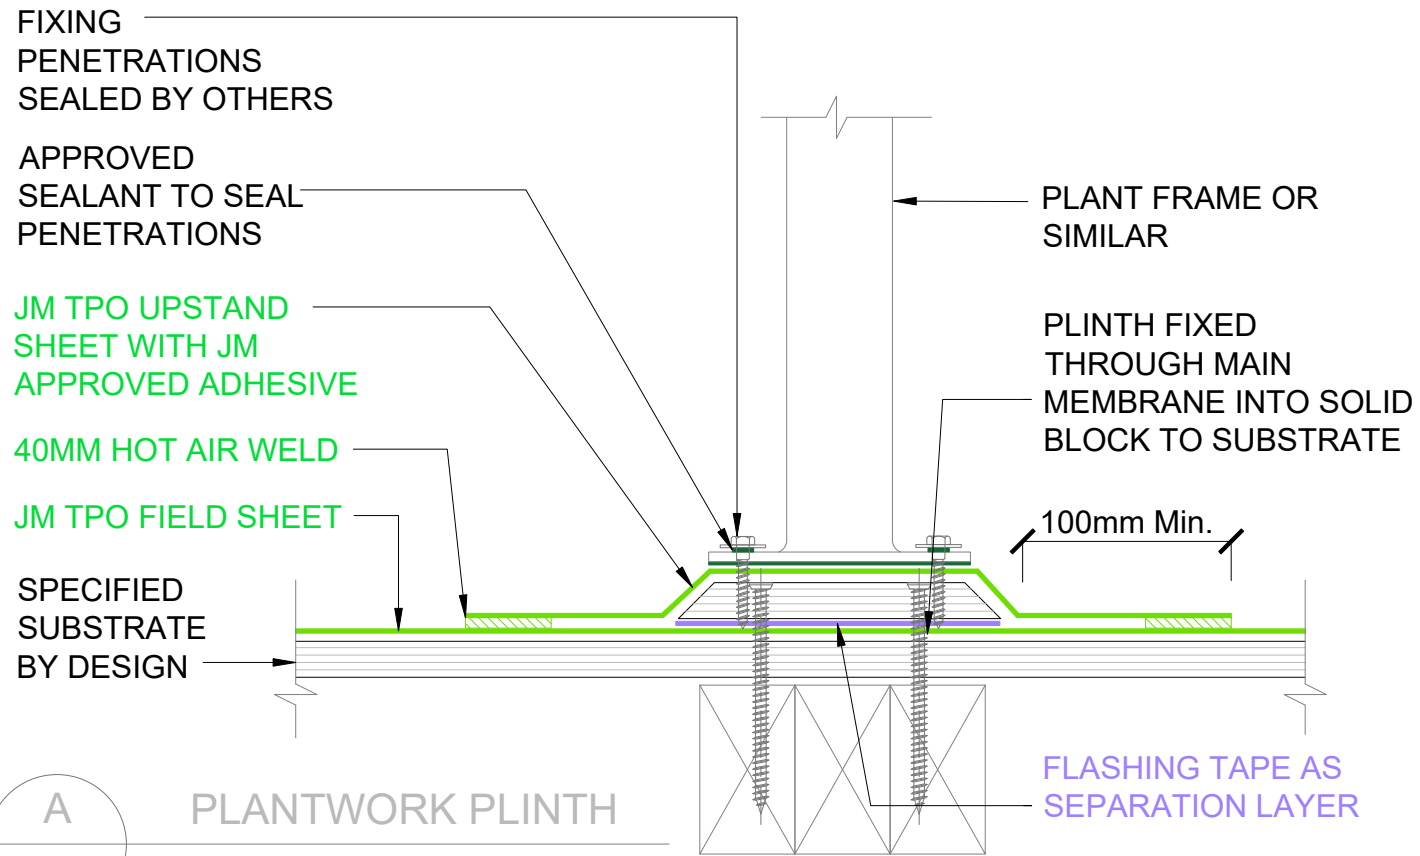 FIXING
PENETRATIONS
SEALED BY OTHERS
APPROVED
SEALANT TO SEAL
PENETRATIONS
JM TPO UPSTAND
SHEET WITH JM
APPROVED ADHESIVE
40MM HOT AIR WELD
JM TPO FIELD SHEET
SPECIFIED
SUBSTRATE
BY DESIGN
PLANT FRAME OR
SIMILAR
PLINTH FIXED
THROUGH MAIN
MEMBRANE INTO SOLID
BLOCK TO SUBSTRATE
100mm Min.
FLASHING TAPE AS
SEPARATION LAYER
A
PLANTWORK PLINTH